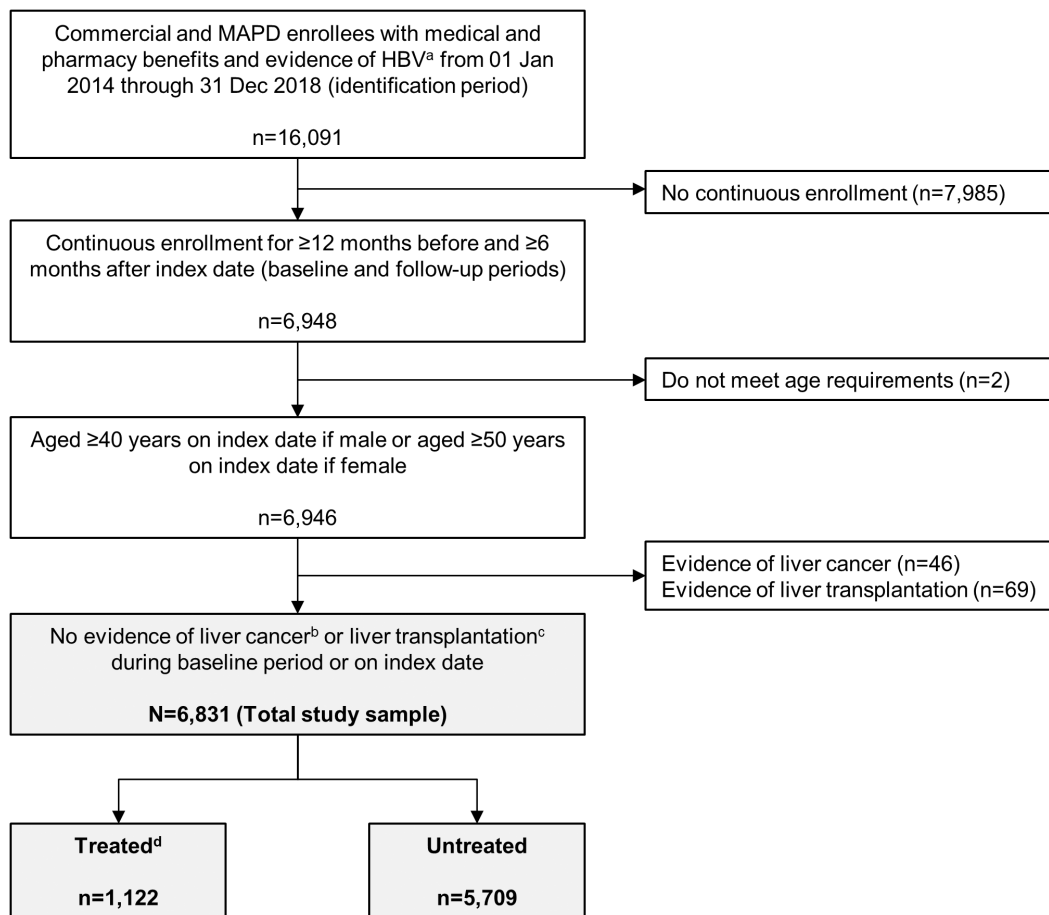 Commercial and MAPD enrollees with medical and
pharmacy benefits and evidence of HBVᵃ from 01 Jan
2014 through 31 Dec 2018 (identification period)
n=16,091
No continuous enrollment (n=7,985)
Continuous enrollment for ≥12 months before and ≥6
months after index date (baseline and follow-up periods)
n=6,948
Do not meet age requirements (n=2)
Aged ≥40 years on index date if male or aged ≥50 years
on index date if female
n=6,946
Evidence of liver cancer (n=46)
Evidence of liver transplantation (n=69)
No evidence of liver cancerᵇ or liver transplantationᶜ
during baseline period or on index date
N=6,831 (Total study sample)
Treatedᵈ
n=1,122
Untreated
n=5,709